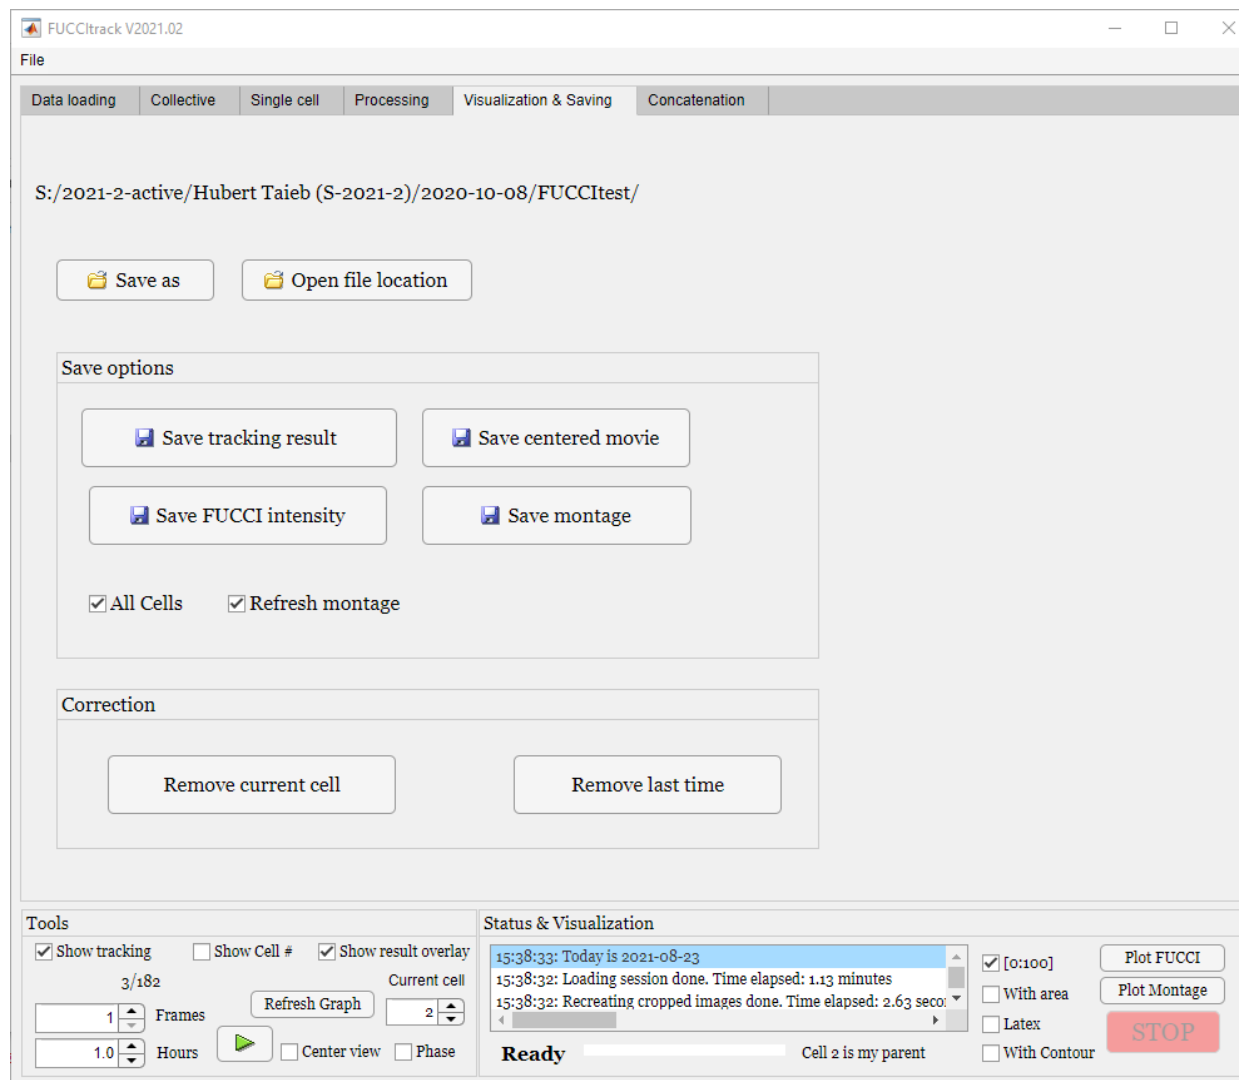 FUCCItrack V2021.02
File
Data loading Collective Single cell Processing Visualization & Saving Concatenation
S:/2021-2-active/Hubert Taieb (S-2021-2)/2020-10-08/FUCCItest/
Save as Open file location
Save options
Save tracking result Save centered movie
Save FUCCI intensity Save montage
All Cells Refresh montage
Correction
Remove current cell Remove last time
Tools
Show tracking Show Cell # Show result overlay
3/182 Current cell
1 Frames Refresh Graph 2
1.0 Hours Center view Phase
Status & Visualization
15:38:33: Today is 2021-08-23
15:38:32: Loading session done. Time elapsed: 1.13 minutes
15:38:32: Recreating cropped images done. Time elapsed: 2.63 seco
Ready Cell 2 is my parent
[0:100] Plot FUCCI
With area Plot Montage
Latex STOP
With Contour